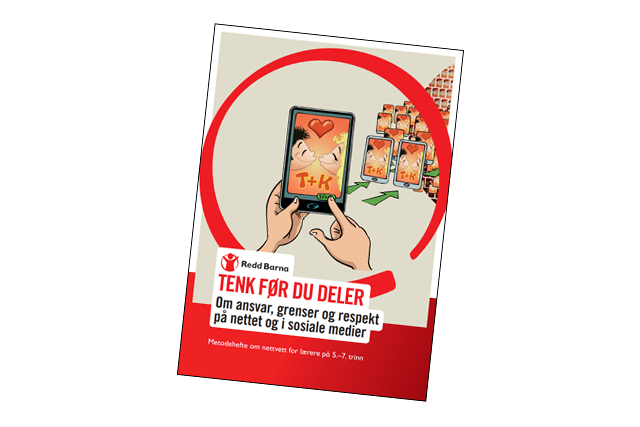 T+K
SEND
T+K
T+K
Redd Barna
TENK FØR DU DELER
Om ansvar, grenser og respekt
på nettet og i sosiale medier
Metodehefte om nettvett for lærere på 5.–7. trinn